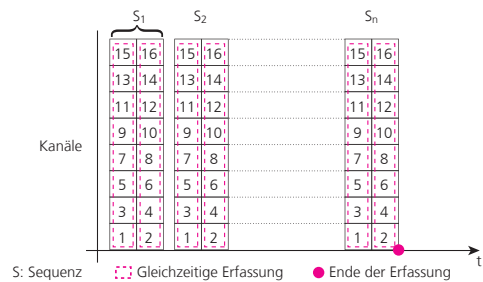 S1 S2 Sn
15 16 15 16 15 16
13 14 13 14 13 14
11 12 11 12 11 12
9 10 9 10 9 10
Kanäle
7 8 7 8 7 8
5 6 5 6 5 6
3 4 3 4 3 4
1 2 1 2 1 2
t
S: Sequenz Gleichzeitige Erfassung Ende der Erfassung